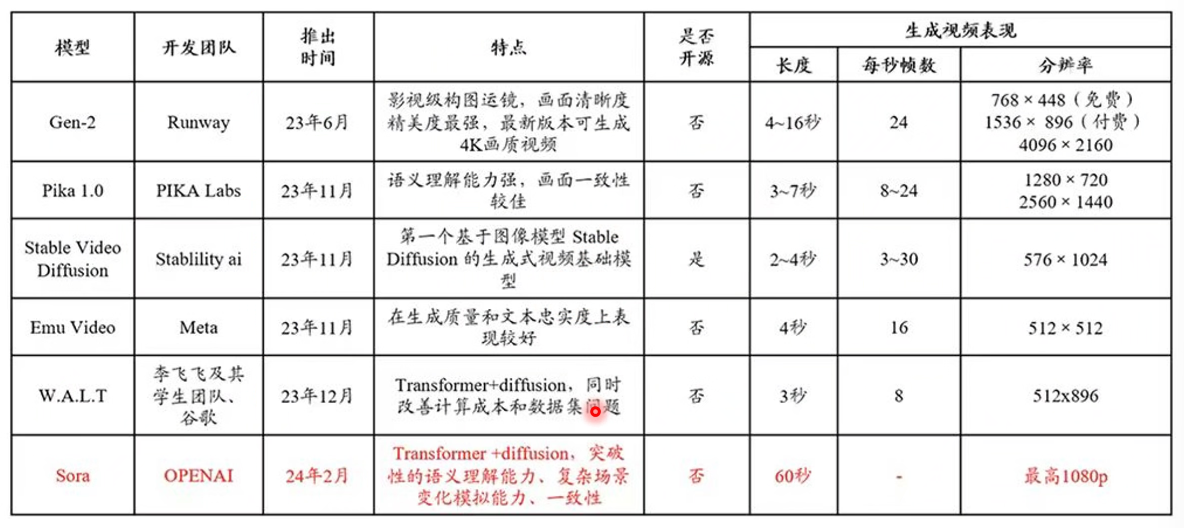 模型
开发团队
推出
时间
特点
是否
开源
生成视频表现
长度
每秒帧数
分辨率
Gen-2
Runway
23年6月
影视级构图运镜，画面清晰度
精美度最强，最新版本可生成
4K画质视频
否
4~16秒
24
768×448（免费）
1536× 896（付费）
4096×2160
Pika 1.0
PIKA Labs
23年11月
语义理解能力强，画面一致性
较佳
否
3~7秒
8~24
1280×720
2560×1440
Stable Video
Diffusion
Stablility ai
23年11月
第一个基于图像模型 Stable
Diffusion 的生成式视频基础模
型
是
2~4秒
3~30
576×1024
Emu Video
Meta
23年11月
在生成质量和文本忠实度上表
现较好
否
4秒
16
512×512
W.A.L.T
李飞飞及其
学生团队、
谷歌
23年12月
Transformer+diffusion，同时
改善计算成本和数据集问题
否
3秒
8
512x896
Sora
OPENAI
24年2月
Transformer +diffusion，突破
性的语义理解能力、复杂场景
变化模拟能力、一致性
否
60秒
-
最高1080p